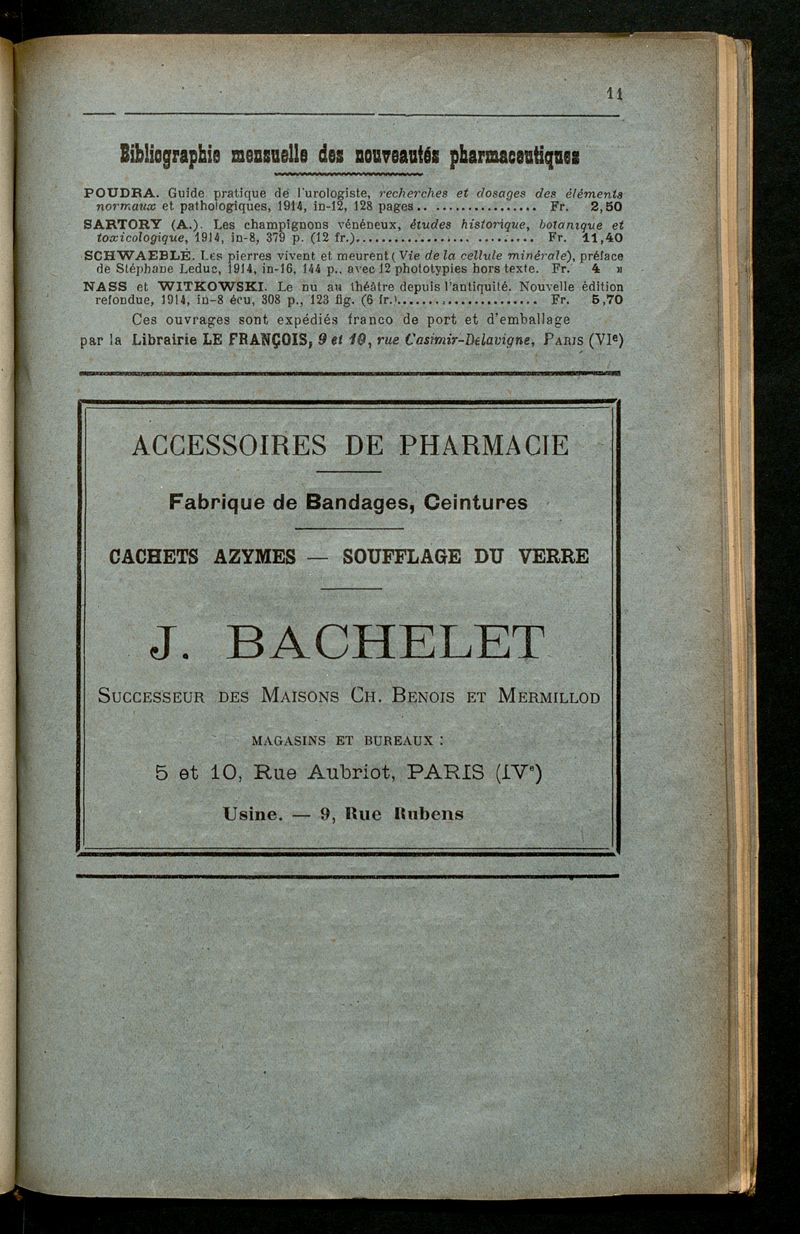 11
Bibliographie mensuelle des nouveautés pharmaceutiques
POUDRA. Guide pratique de l'urologiste, recherches et dosages des éléments
normaux et pathologiques, 1914, in-12, 128 pages.................. Fr. 2,50
SARTORY (A.). Les champignons vénéneux, études historique, botanique et
toxicologique, 1914, in-8, 379 p. (12 fr.)............................ Fr. 11,40
SCHWAEBLE. Les pierres vivent et meurent (Vie de la cellule minérale), préface
de Stéphane Leduc, 1914, in-16, 144 p., avec 12 phototypies hors texte. Fr. 4 »
NASS et WITKOWSKI. Le nu au théâtre depuis l'antiquité. Nouvelle édition
refondue, 1914, in-8 écu, 308 p., 123 fig. (6 fr.)...................... Fr. 5,70
Ces ouvrages sont expédiés franco de port et d'emballage
par la Librairie LE FRANÇOIS, 9 et 10, rue Casimir-Delavigne, PARIS (VIe)
ACCESSOIRES DE PHARMACIE
Fabrique de Bandages, Ceintures
CACHETS AZYMES — SOUFFLAGE DU VERRE
J. BACHELET
SUCCESSEUR DES MAISONS CH. BENOIS ET MERMILLOD
MAGASINS ET BUREAUX :
5 et 10, Rue Aubriot, PARIS (IVe)
Usine. — 9, Rue Rubens